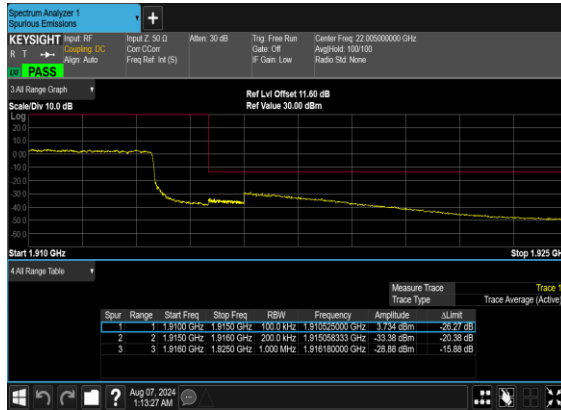 Spectrum Analyzer 1
Spurious Emissions
+
KEYSIGHT Input: RF Input Z: 50 Ω Atten: 30 dB Trig: Free Run Center Freq: 22.005000000 GHz
R T Coupling: DC Corr CCorr Gate: Off Avg|Hold: 100/100
Align: Auto Freq Ref: Int (S) IF Gain: Low Radio Std: None
PASS
3 All Range Graph
Ref Lvl Offset 11.60 dB
Scale/Div 10.0 dB Ref Value 30.00 dBm
Log
20.0
10.0
0.00
-10.0
-20.0
-30.0
-40.0
-50.0
-60.0
Start 1.910 GHz Stop 1.925 GH
4 All Range Table
Measure Trace Trace 1
Trace Type Trace Average (Active)
Spur Range Start Freq Stop Freq RBW Frequency Amplitude ΔLimit
1 1 1.9100 GHz 1.9150 GHz 100.0 kHz 1.910525000 GHz 3.734 dBm -26.27 dB
2 2 1.9150 GHz 1.9160 GHz 200.0 kHz 1.915058333 GHz -33.38 dBm -20.38 dB
3 3 1.9160 GHz 1.9250 GHz 1.000 MHz 1.916180000 GHz -28.88 dBm -15.88 dB
? Aug 07, 2024
1:13:27 AM